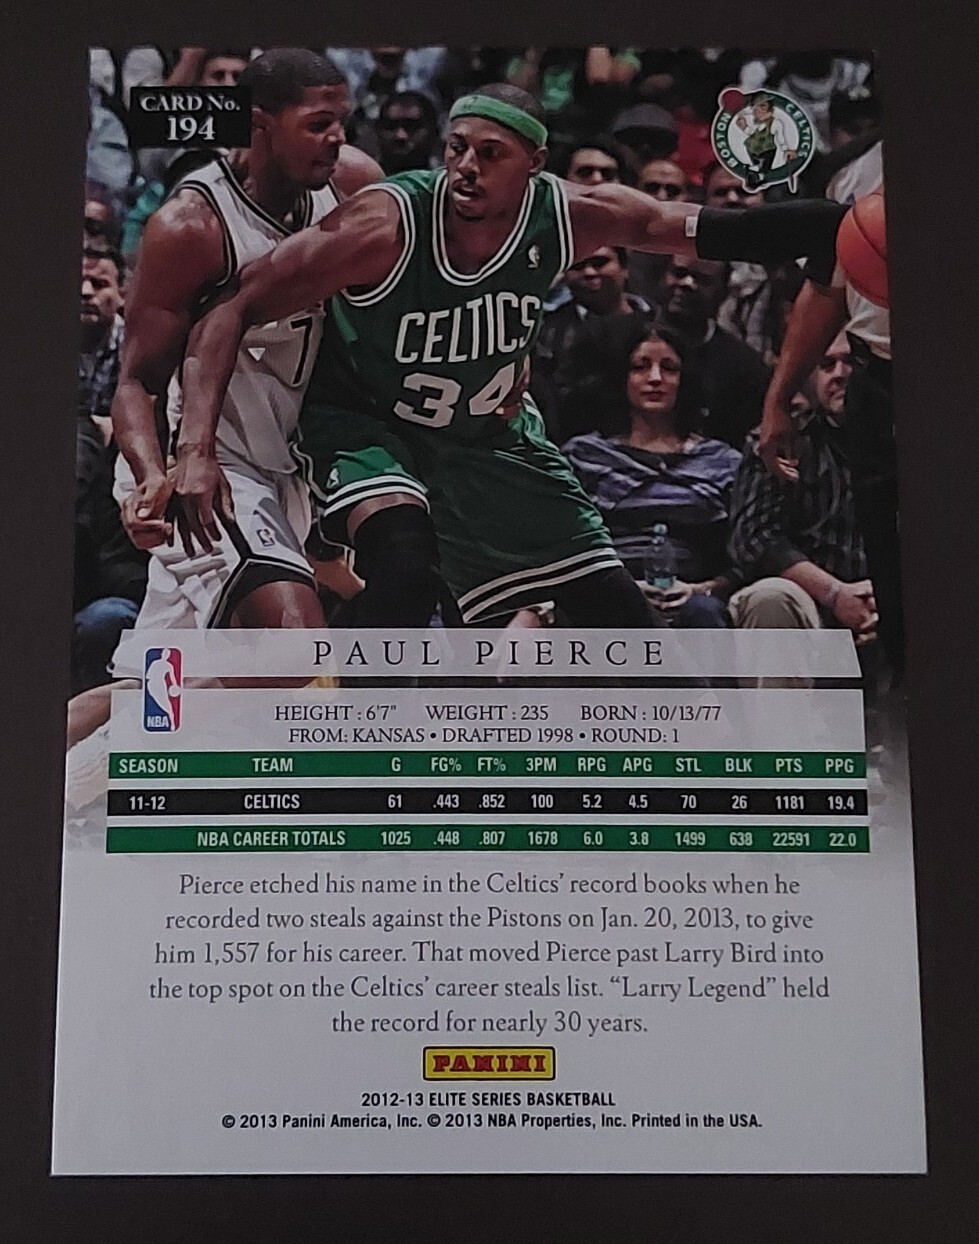 CARD No.
194
BOSTON CELTICS
7
CELTICS
34
PAUL PIERCE
NBA
HEIGHT : 6'7" WEIGHT : 235 BORN : 10/13/77
FROM: KANSAS • DRAFTED 1998 • ROUND: 1
SEASON TEAM G FG% FT% 3PM RPG APG STL BLK PTS PPG
11-12 CELTICS 61 .443 .852 100 5.2 4.5 70 26 1181 19.4
NBA CAREER TOTALS 1025 .448 .807 1678 6.0 3.8 1499 638 22591 22.0
Pierce etched his name in the Celtics' record books when he
recorded two steals against the Pistons on Jan. 20, 2013, to give
him 1,557 for his career. That moved Pierce past Larry Bird into
the top spot on the Celtics' career steals list. “Larry Legend” held
the record for nearly 30 years.
PANINI
2012-13 ELITE SERIES BASKETBALL
© 2013 Panini America, Inc. © 2013 NBA Properties, Inc. Printed in the USA.